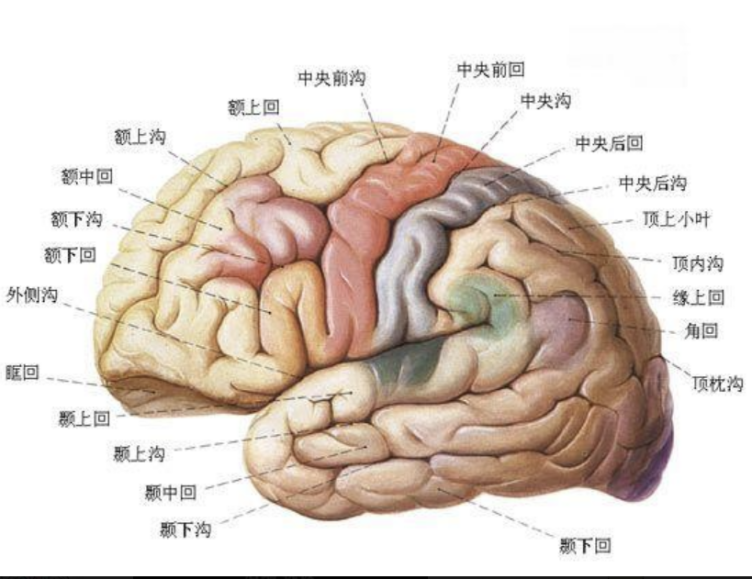 中央前沟
中央前回
额上回
中央沟
额上沟
中央后回
额中回
中央后沟
额下沟
顶上小叶
额下回
顶内沟
外侧沟
缘上回
角回
眶回
顶枕沟
颞上回
颞上沟
颞中回
颞下沟
颞下回